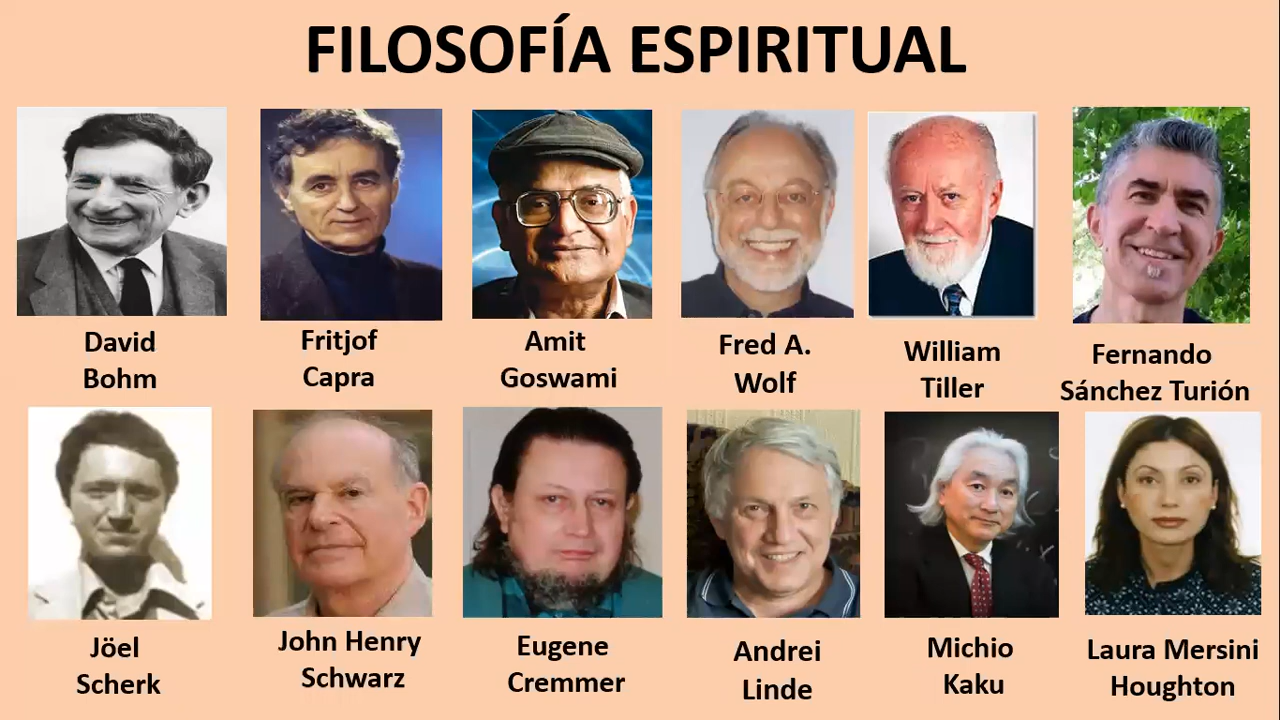 FILOSOFÍA ESPIRITUAL
David
Bohm
Fritjof
Capra
Amit
Goswami
Fred A.
Wolf
William
Tiller
Fernando
Sánchez Turión
Jöel
Scherk
John Henry
Schwarz
Eugene
Cremmer
Andrei
Linde
Michio
Kaku
Laura Mersini
Houghton